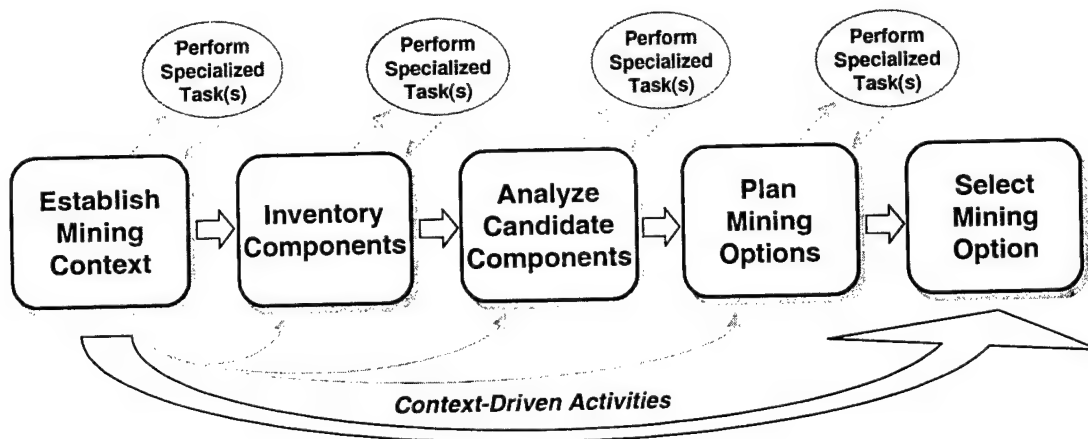 Perform
Specialized
Task(s)
Perform
Specialized
Task(s)
Perform
Specialized
Task(s)
Perform
Specialized
Task(s)
Establish
Mining
Context
Inventory
Components
Analyze
Candidate
Components
Plan
Mining
Options
Select
Mining
Option
Context-Driven Activities